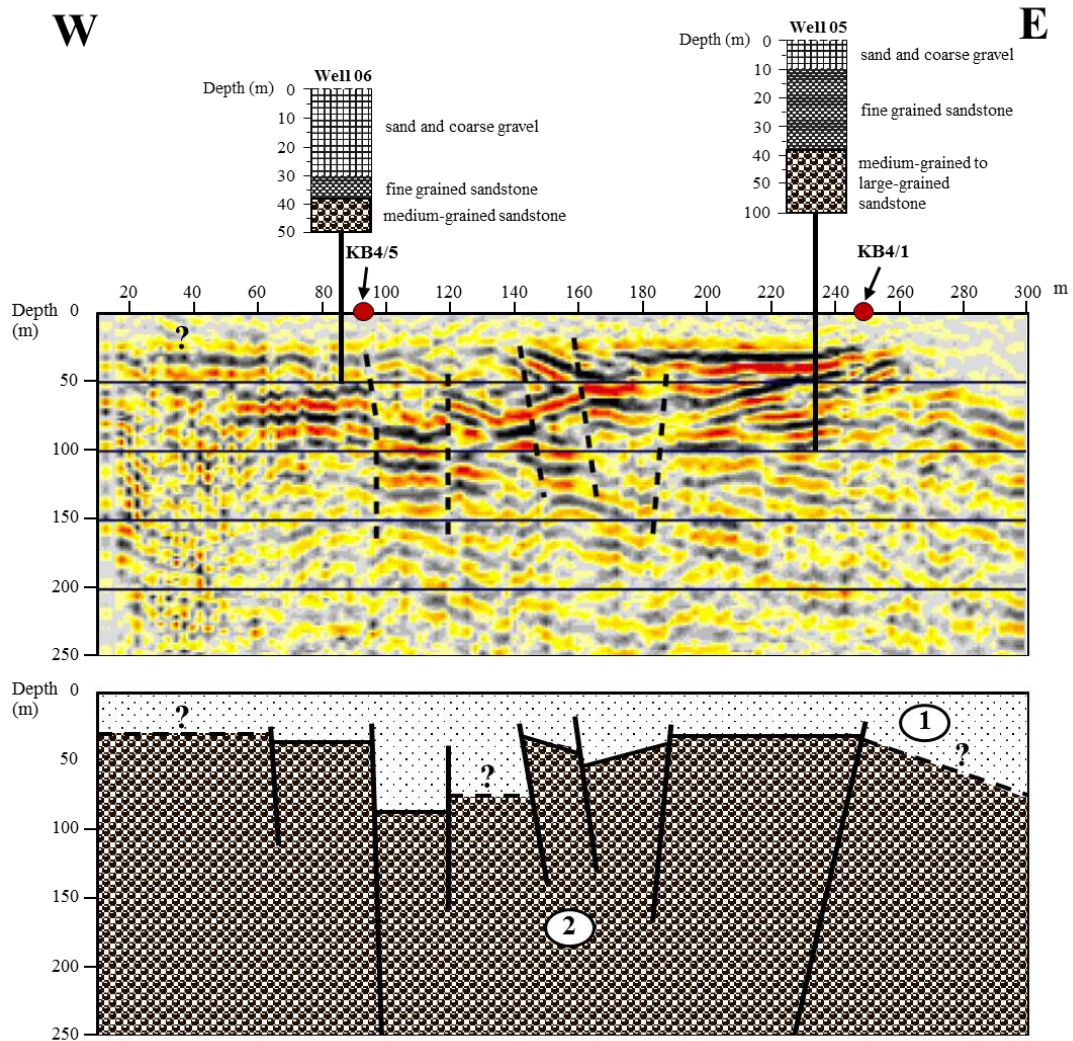 W
E
Well 05
Depth (m) 0
sand and coarse gravel
10
20
fine grained sandstone
30
40
medium-grained to
large-grained
sandstone
50
100
Well 06
Depth (m) 0
10
sand and coarse gravel
20
30
fine grained sandstone
40
medium-grained sandstone
50
KB4/5
KB4/1
20 40 60 80 100 120 140 160 180 200 220 240 260 280 300 m
Depth 0
(m)
?
50
100
150
200
250
Depth 0
(m)
? 1
50
? ?
100
150
2
200
250